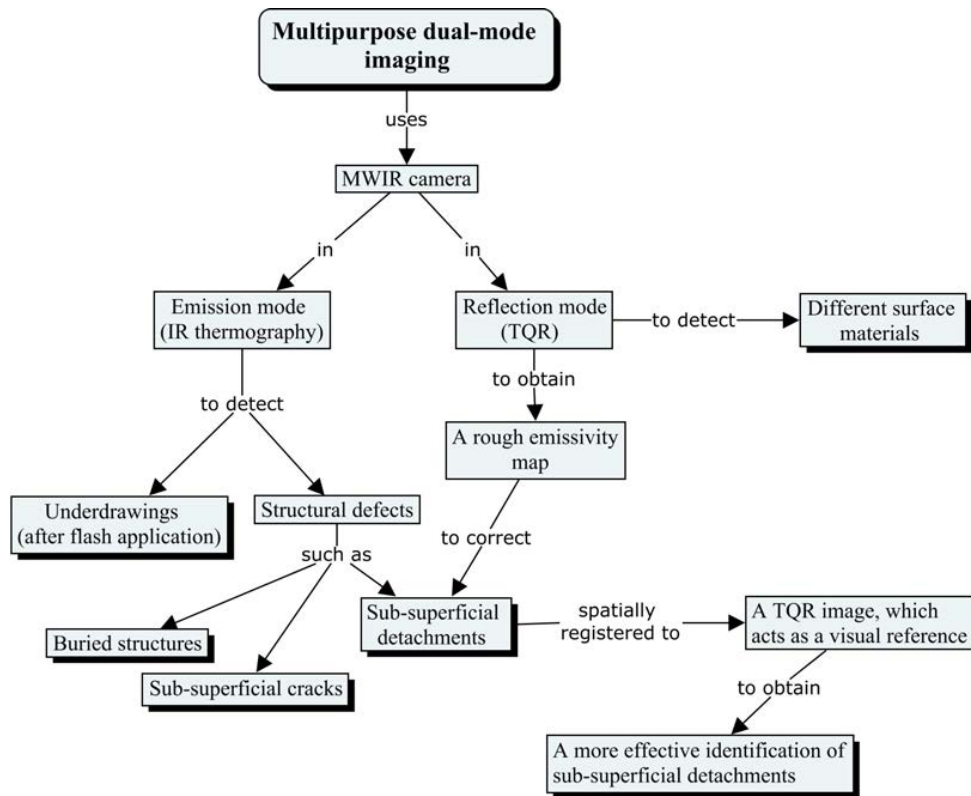 Multipurpose dual-mode
imaging
uses
MWIR camera
in
in
Emission mode
(IR thermography)
Reflection mode
(TQR)
to detect
Different surface
materials
to obtain
to detect
A rough emissivity
map
Underdrawings
(after flash application)
Structural defects
to correct
such as
Buried structures
Sub-superficial cracks
Sub-superficial
detachments
spatially
registered to
A TQR image, which
acts as a visual reference
to obtain
A more effective identification of
sub-superficial detachments